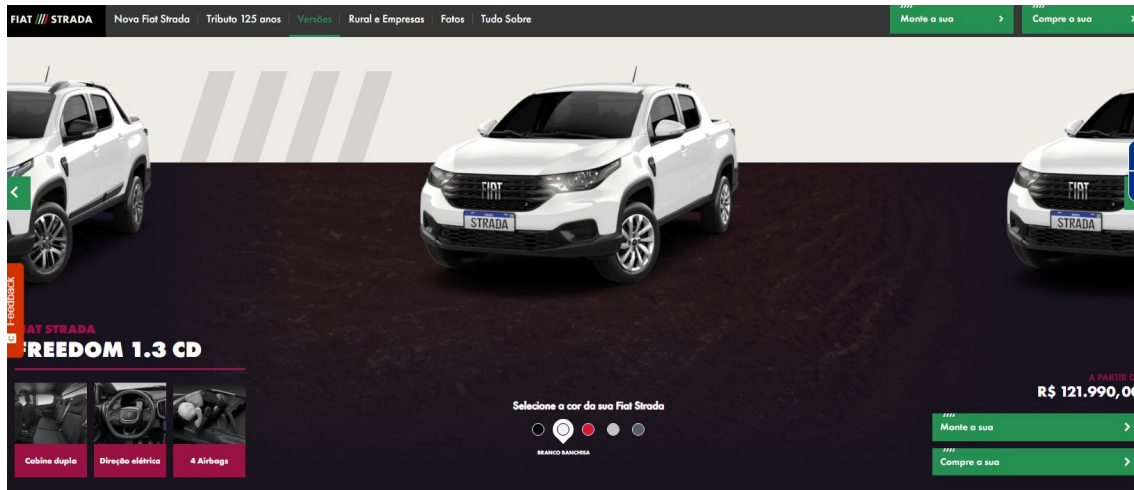 FIAT /// STRADA
Nova Fiat Strada
Tributo 125 anos
Versões
Rural e Empresas
Fotos
Tudo Sobre
Monte a sua
Compre a sua
FIAT
STRADA
FIAT
STRADA
Feedback
FIAT STRADA
FREEDOM 1.3 CD
Cabine dupla
Direção elétrica
4 Airbags
Selecione a cor da sua Fiat Strada
BRANCO BANCHISA
A PARTIR D
R$ 121.990,00
Monte a sua
Compre a sua